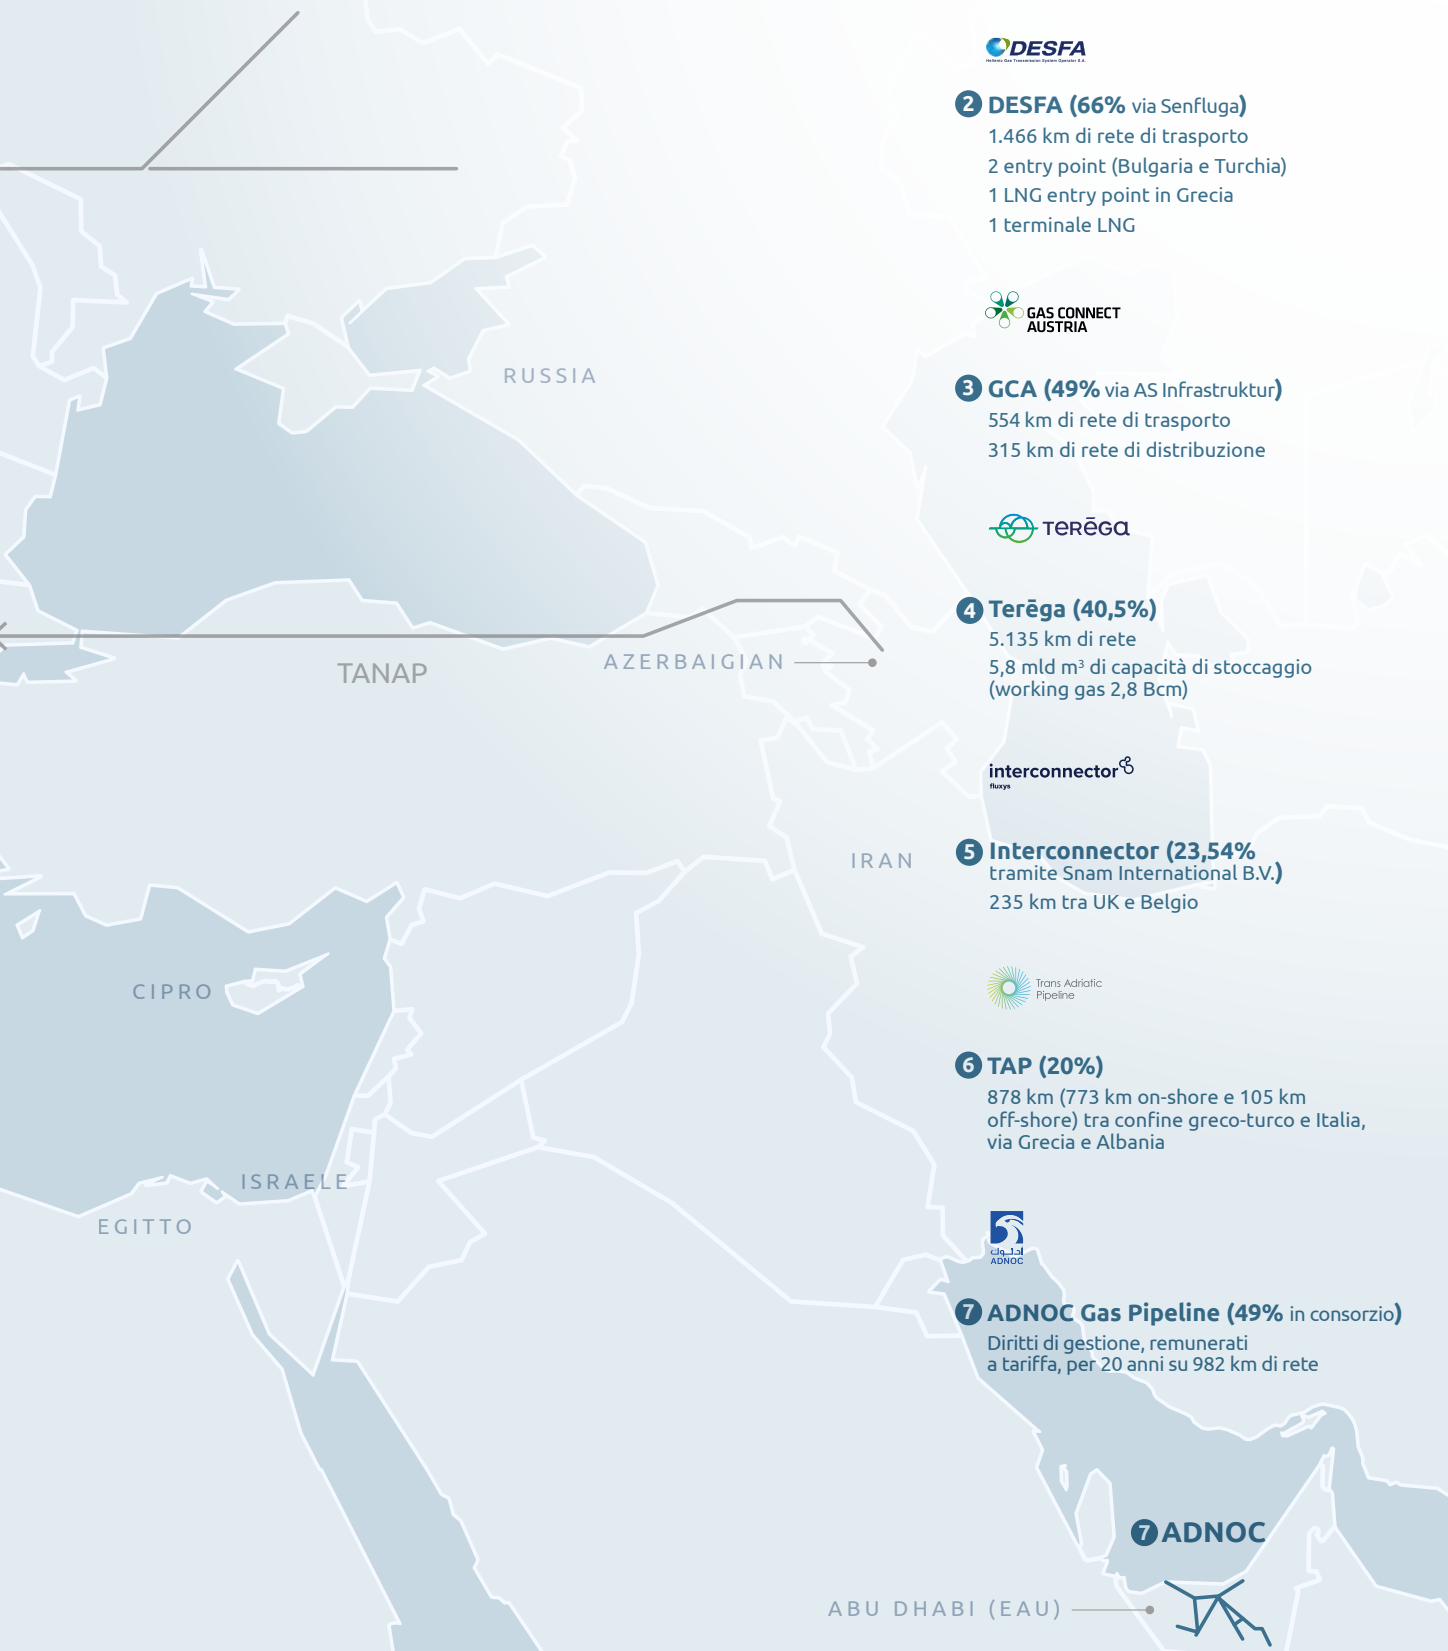 DESFA
Hellenic Gas Transmission System Operator S.A.
2 DESFA (66% via Senfluga)
1.466 km di rete di trasporto
2 entry point (Bulgaria e Turchia)
1 LNG entry point in Grecia
1 terminale LNG
GAS CONNECT
AUSTRIA
3 GCA (49% via AS Infrastruktur)
554 km di rete di trasporto
315 km di rete di distribuzione
TERĒGA
4 Terēga (40,5%)
5.135 km di rete
5,8 mld m³ di capacità di stoccaggio
(working gas 2,8 Bcm)
interconnector
fluxys
5 Interconnector (23,54%
tramite Snam International B.V.)
235 km tra UK e Belgio
Trans Adriatic
Pipeline
6 TAP (20%)
878 km (773 km on-shore e 105 km
off-shore) tra confine greco-turco e Italia,
via Grecia e Albania
أدنوك
ADNOC
7 ADNOC Gas Pipeline (49% in consorzio)
Diritti di gestione, remunerati
a tariffa, per 20 anni su 982 km di rete
RUSSIA
AZERBAIGIAN
TANAP
IRAN
CIPRO
ISRAELE
EGITTO
7 ADNOC
ABU DHABI (EAU)